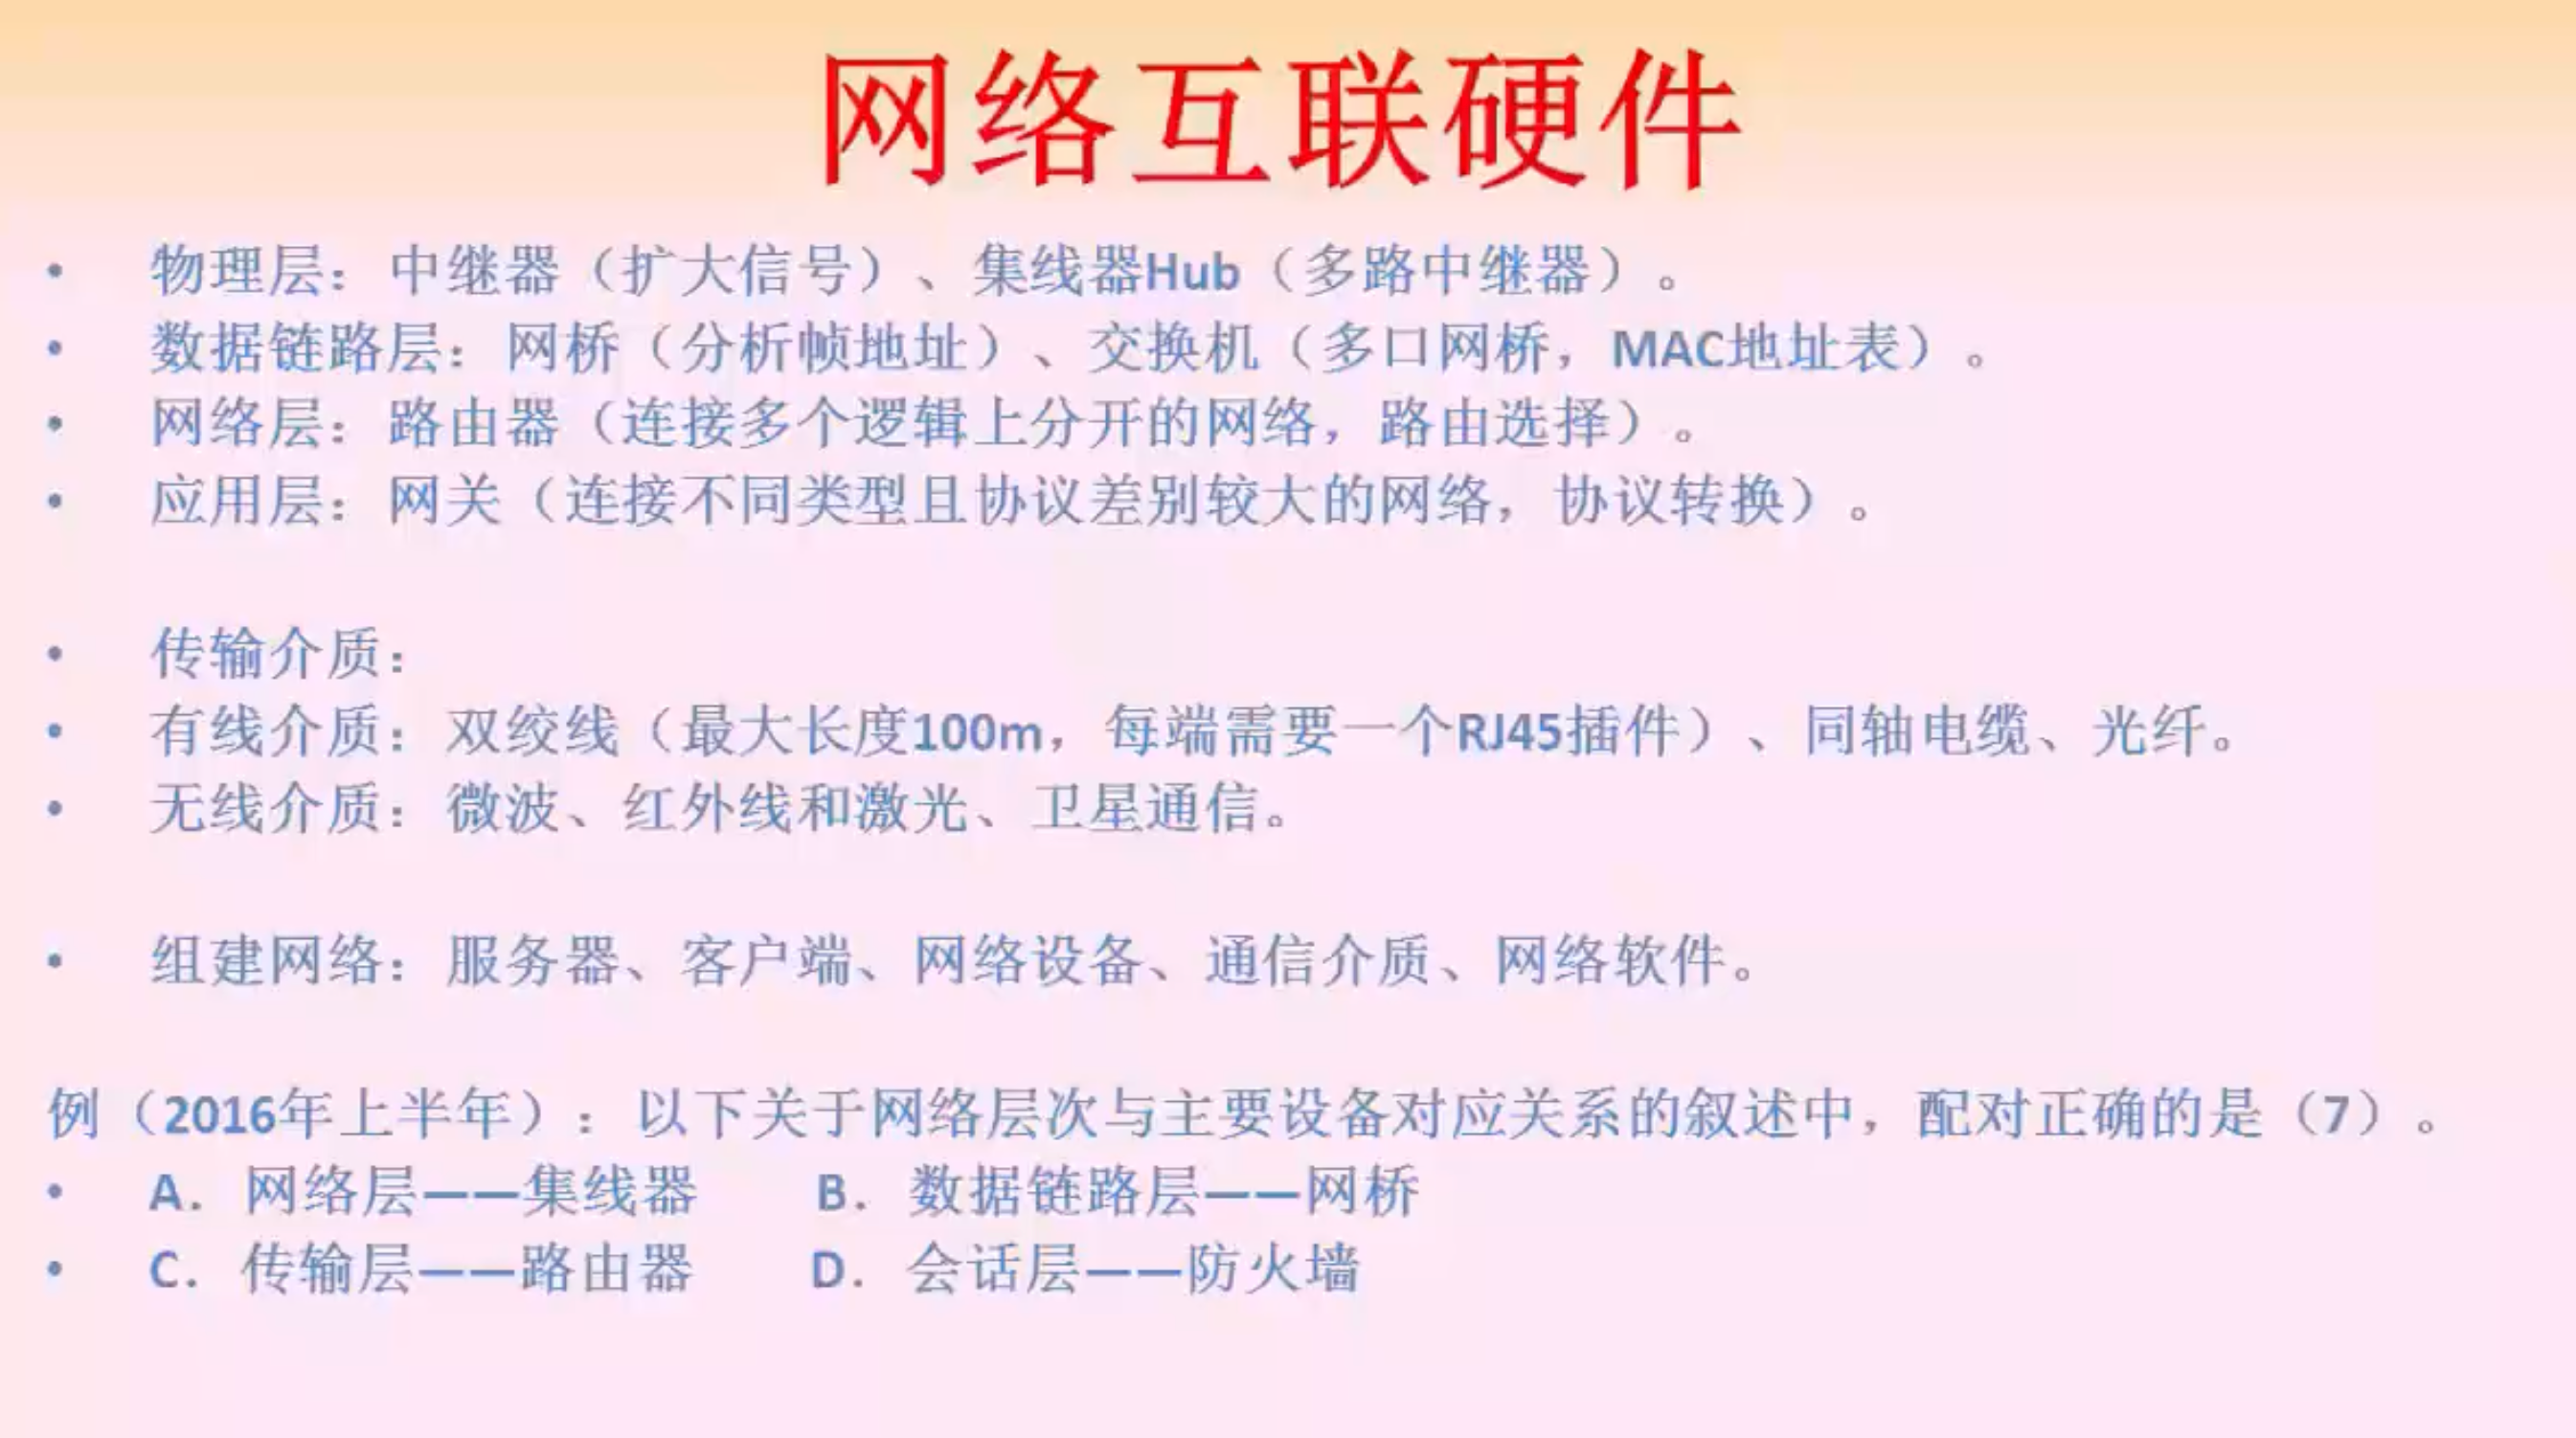 网络互联硬件
• 物理层：中继器（扩大信号）、集线器Hub（多路中继器）。
• 数据链路层：网桥（分析帧地址）、交换机（多口网桥，MAC地址表）。
• 网络层：路由器（连接多个逻辑上分开的网络，路由选择）。
• 应用层：网关（连接不同类型且协议差别较大的网络，协议转换）。
• 传输介质：
• 有线介质：双绞线（最大长度100m，每端需要一个RJ45插件）、同轴电缆、光纤。
• 无线介质：微波、红外线和激光、卫星通信。
• 组建网络：服务器、客户端、网络设备、通信介质、网络软件。
例（2016年上半年）：以下关于网络层次与主要设备对应关系的叙述中，配对正确的是（7）。
• A. 网络层——集线器 B. 数据链路层——网桥
• C. 传输层——路由器 D. 会话层——防火墙